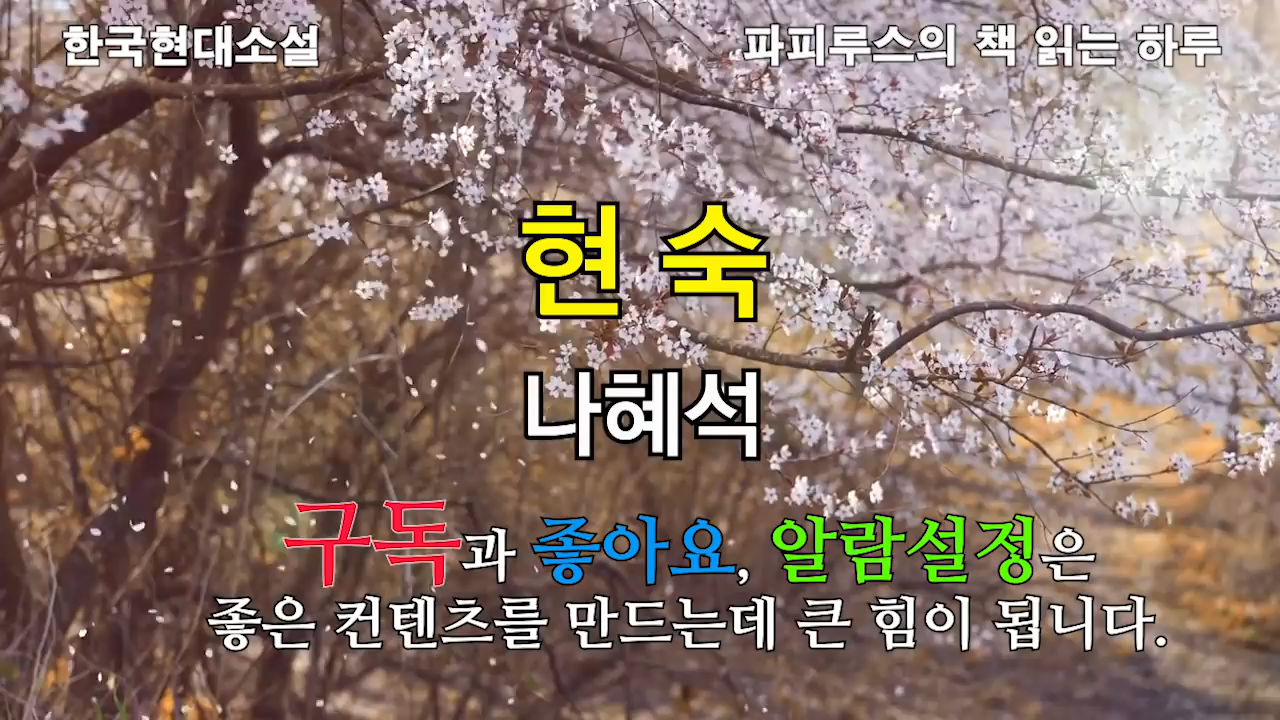 한국현대소설
파피루스의 책 읽는 하루
현 숙
나혜석
구독과 좋아요, 알람설정은
좋은 컨텐츠를 만드는데 큰 힘이 됩니다.